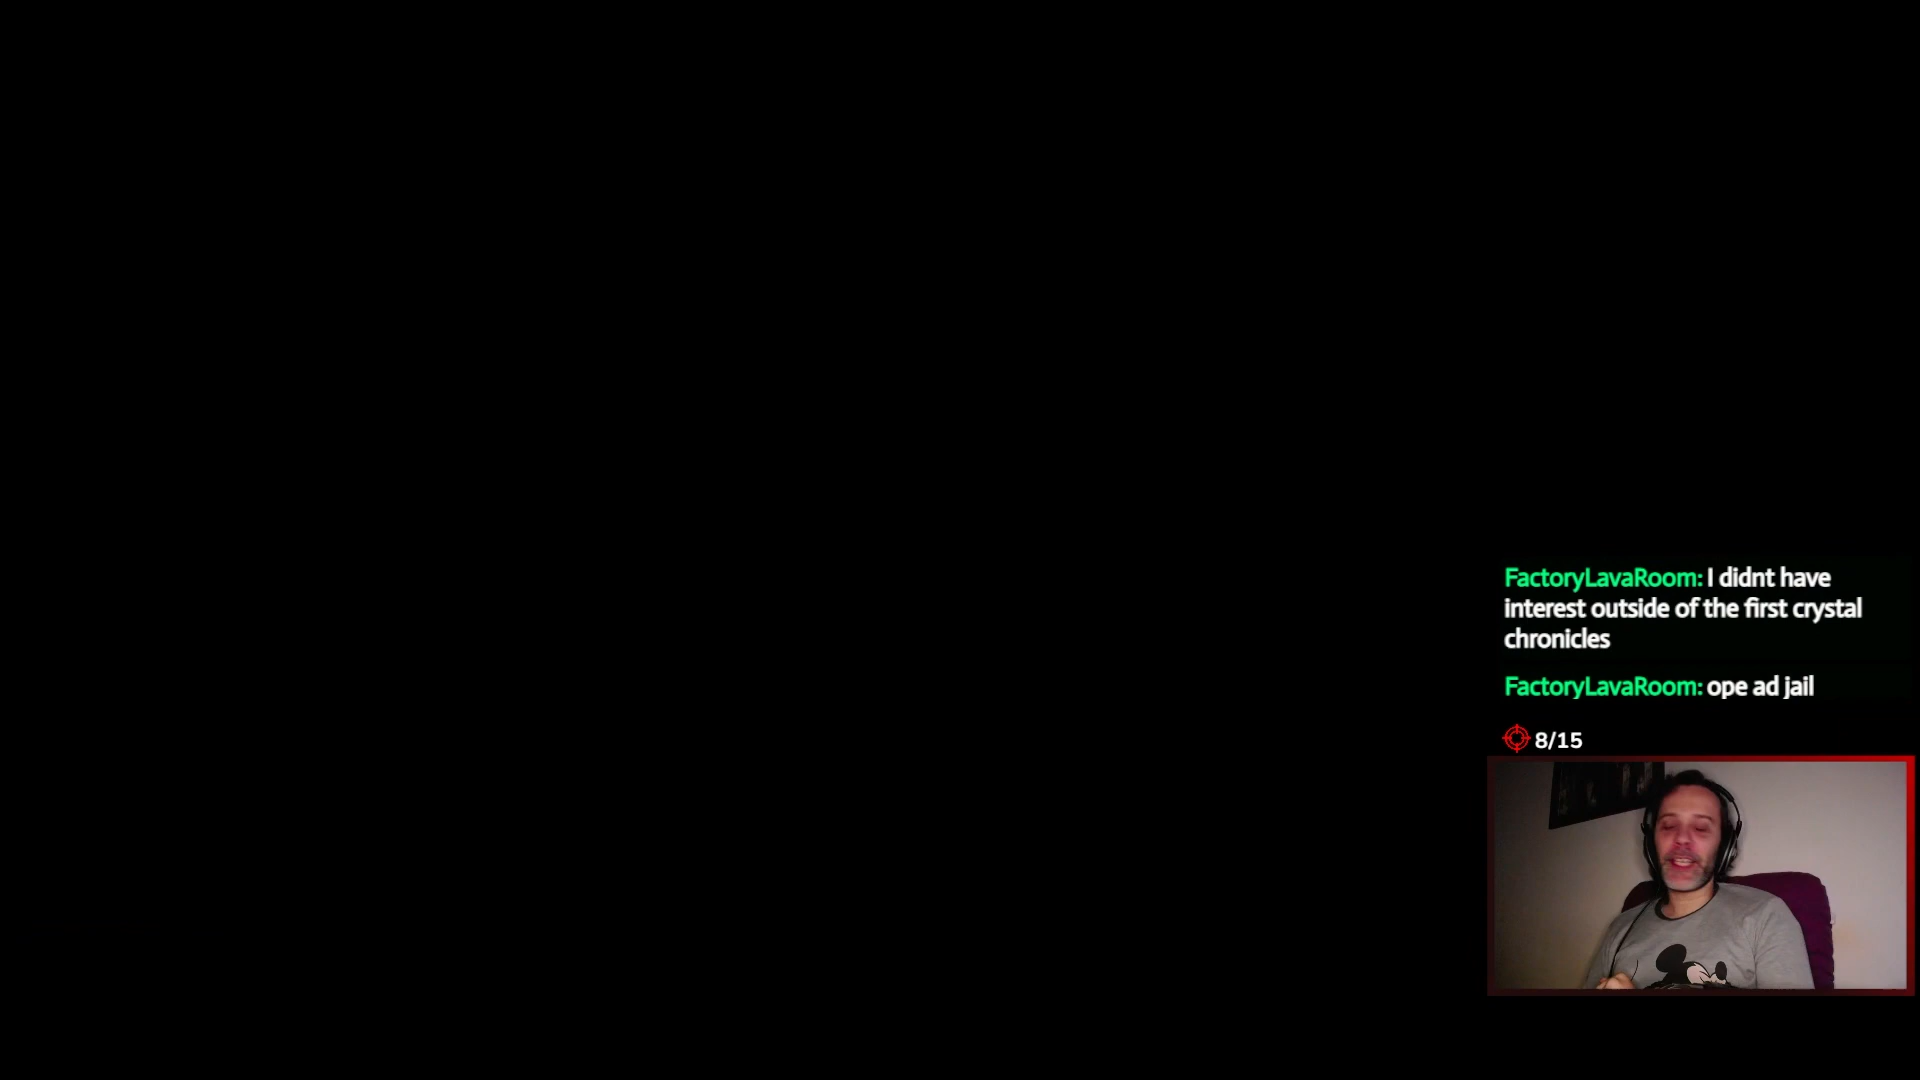 FactoryLavaRoom: I didnt have
interest outside of the first crystal
chronicles
FactoryLavaRoom: ope ad jail
8/15